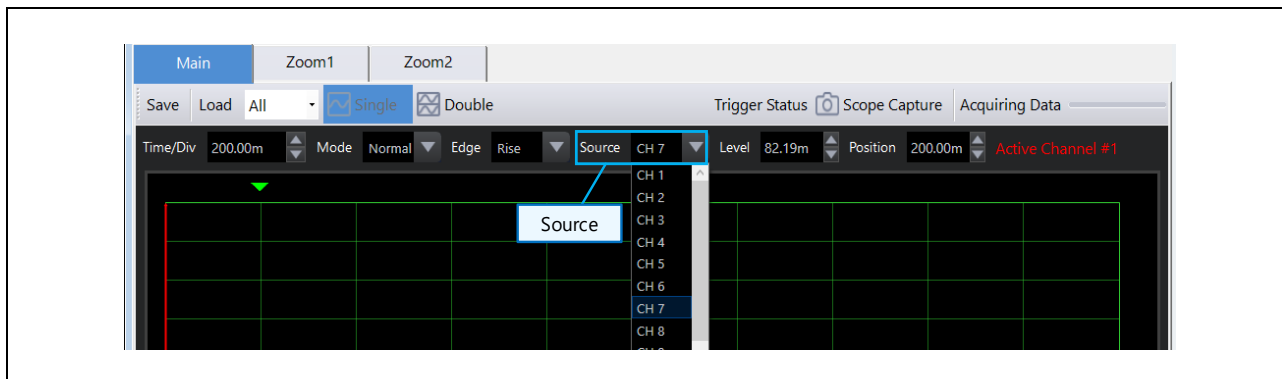 Main Zoom1 Zoom2
Save Load All Single Double Trigger Status Scope Capture Acquiring Data
Time/Div 200.00m Mode Normal Edge Rise Source CH 7 Level 82.19m Position 200.00m Active Channel #1
CH 1
CH 2
Source
CH 3
CH 4
CH 5
CH 6
CH 7
CH 8